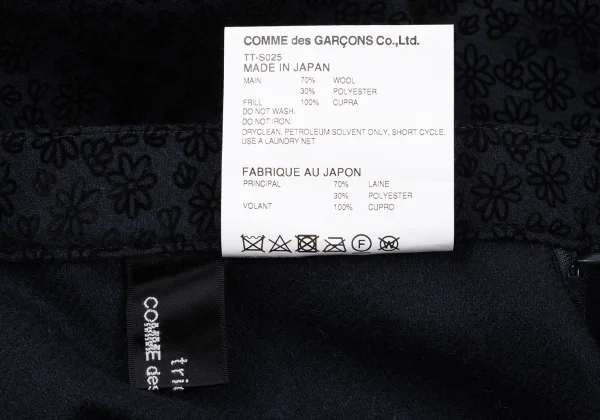 COMME des GARÇONS Co.,Ltd.
TT-S025
MADE IN JAPAN
MAIN 70% WOOL
30% POLYESTER
FRILL 100% CUPRA
DO NOT WASH.
DO NOT IRON.
DRYCLEAN, PETROLEUM SOLVENT ONLY, SHORT CYCLE.
USE A LAUNDRY NET
FABRIQUE AU JAPON
PRINCIPAL 70% LAINE
30% POLYESTER
VOLANT 100% CUPRO
F
tric
COMME des